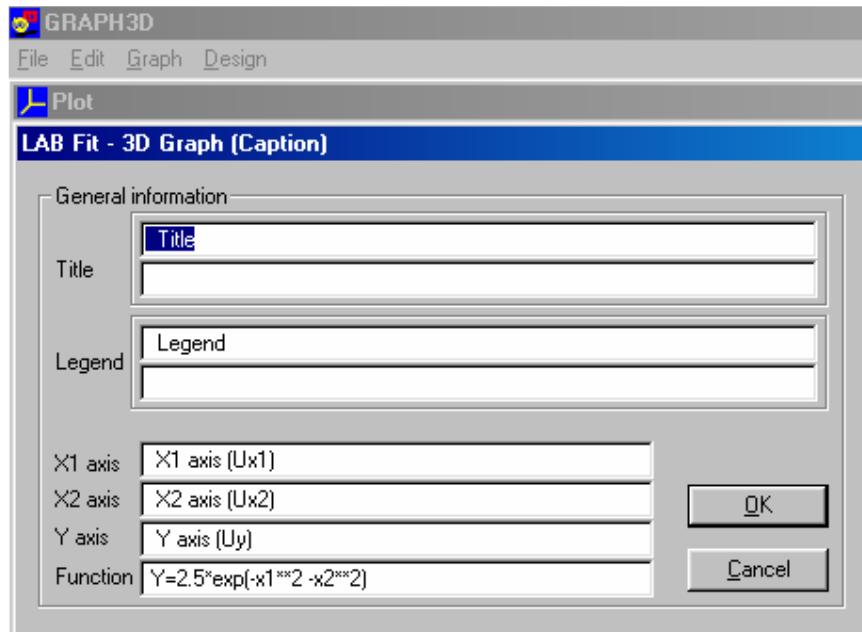 GRAPH3D
File Edit Graph Design
Plot
LAB Fit - 3D Graph (Caption)
General information
Title
Title
Legend
Legend
X1 axis X1 axis (Ux1)
X2 axis X2 axis (Ux2)
Y axis Y axis (Uy)
Function Y=2.5*exp(-x1**2 -x2**2)
OK
Cancel